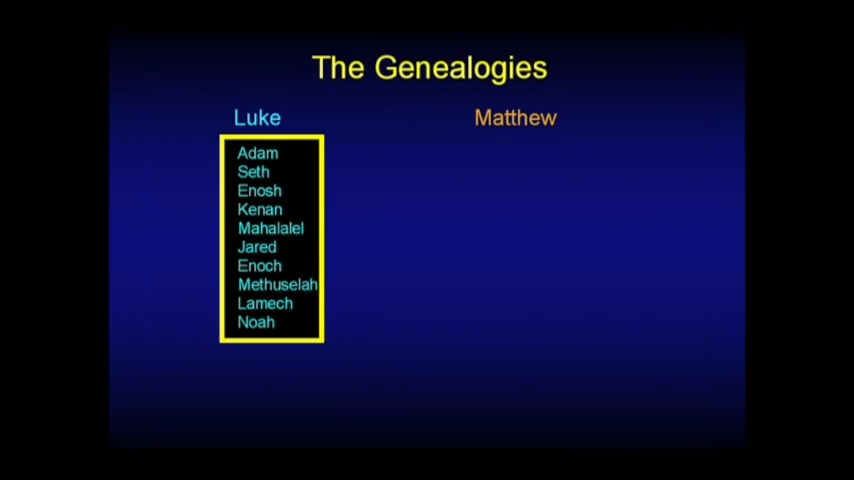 The Genealogies
Luke
Matthew
Adam
Seth
Enosh
Kenan
Mahalalel
Jared
Enoch
Methuselah
Lamech
Noah